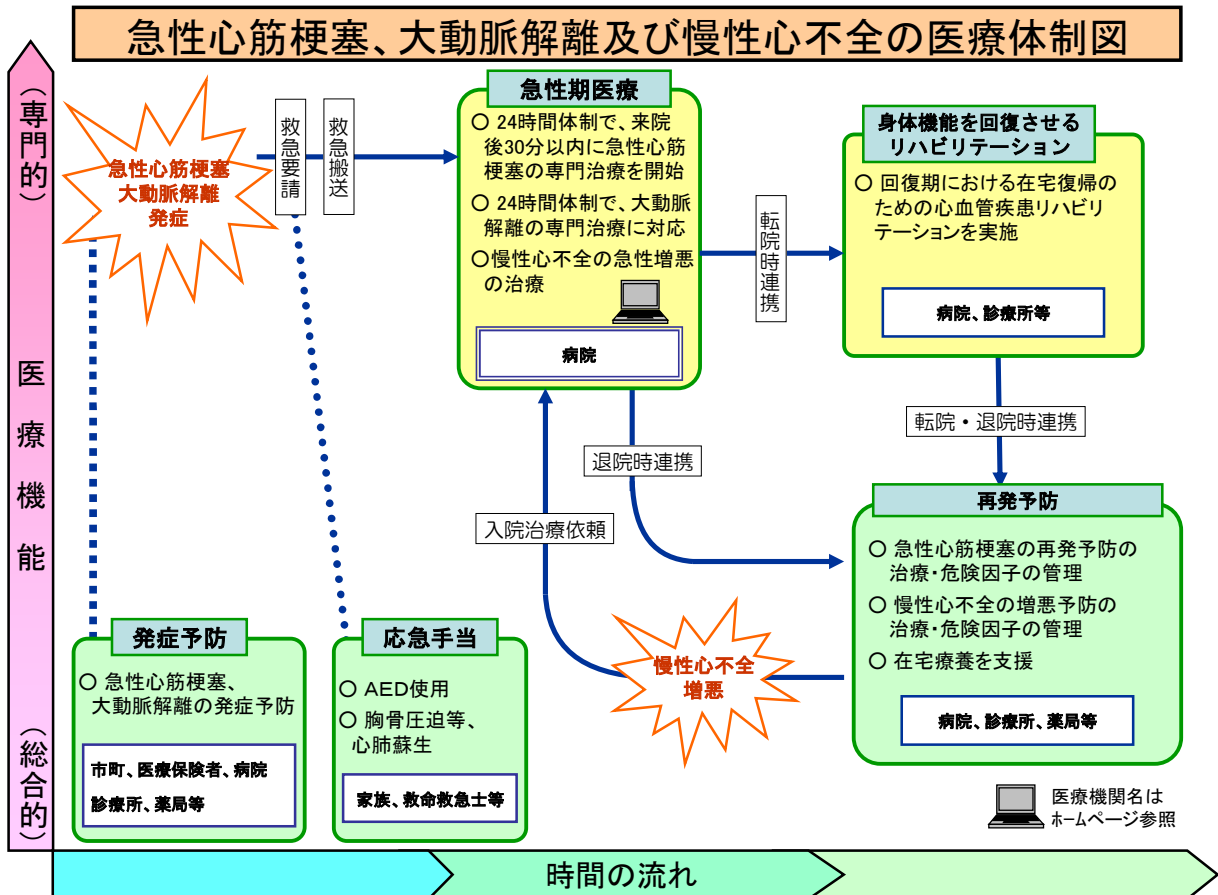 急性心筋梗塞、大動脈解離及び慢性心不全の医療体制図
（専門的）
医療機能
（総合的）
急性心筋梗塞
大動脈解離
発症
救急要請
救急搬送
急性期医療
○ 24時間体制で、来院
後30分以内に急性心筋
梗塞の専門治療を開始
○ 24時間体制で、大動脈
解離の専門治療に対応
○慢性心不全の急性増悪
の治療
病院
転院時連携
身体機能を回復させる
リハビリテーション
○ 回復期における在宅復帰の
ための心血管疾患リハビリ
テーションを実施
病院、診療所等
転院・退院時連携
退院時連携
入院治療依頼
再発予防
○ 急性心筋梗塞の再発予防の
治療・危険因子の管理
○ 慢性心不全の増悪予防の
治療・危険因子の管理
○ 在宅療養を支援
病院、診療所、薬局等
慢性心不全
増悪
発症予防
○ 急性心筋梗塞、
大動脈解離の発症予防
市町、医療保険者、病院
診療所、薬局等
応急手当
○ AED使用
○ 胸骨圧迫等、
心肺蘇生
家族、救命救急士等
医療機関名は
ホームページ参照
時間の流れ